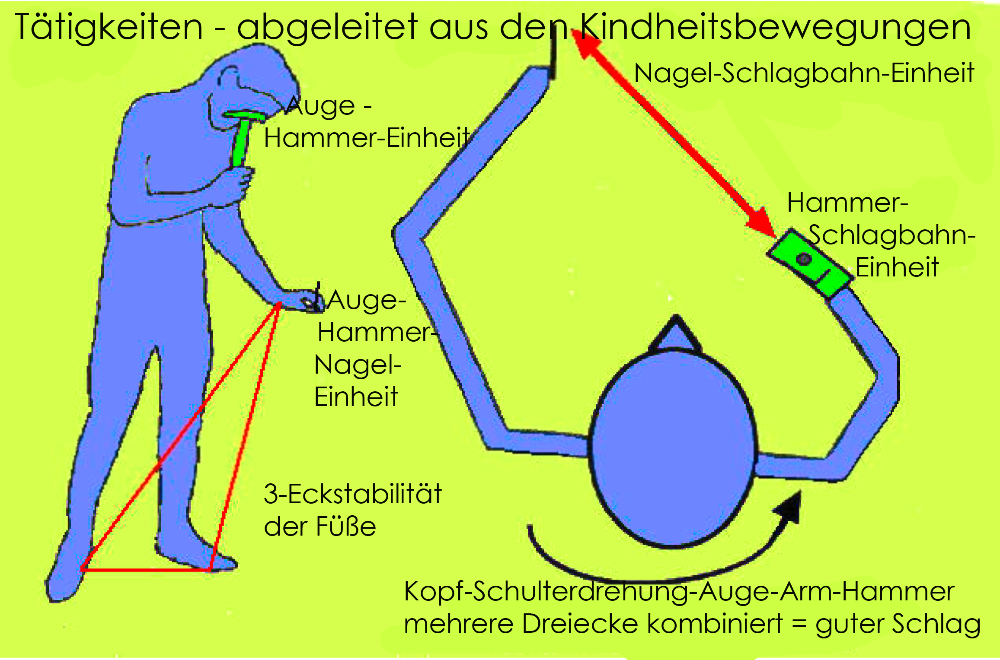 Tätigkeiten - abgeleitet aus den Kindheitsbewegungen
Nagel-Schlagbahn-Einheit
Auge -
Hammer-Einheit
Hammer-
Schlagbahn-
Einheit
Auge-
Hammer-
Nagel-
Einheit
3-Eckstabilität
der Füße
Kopf-Schulterdrehung-Auge-Arm-Hammer
mehrere Dreiecke kombiniert = guter Schlag